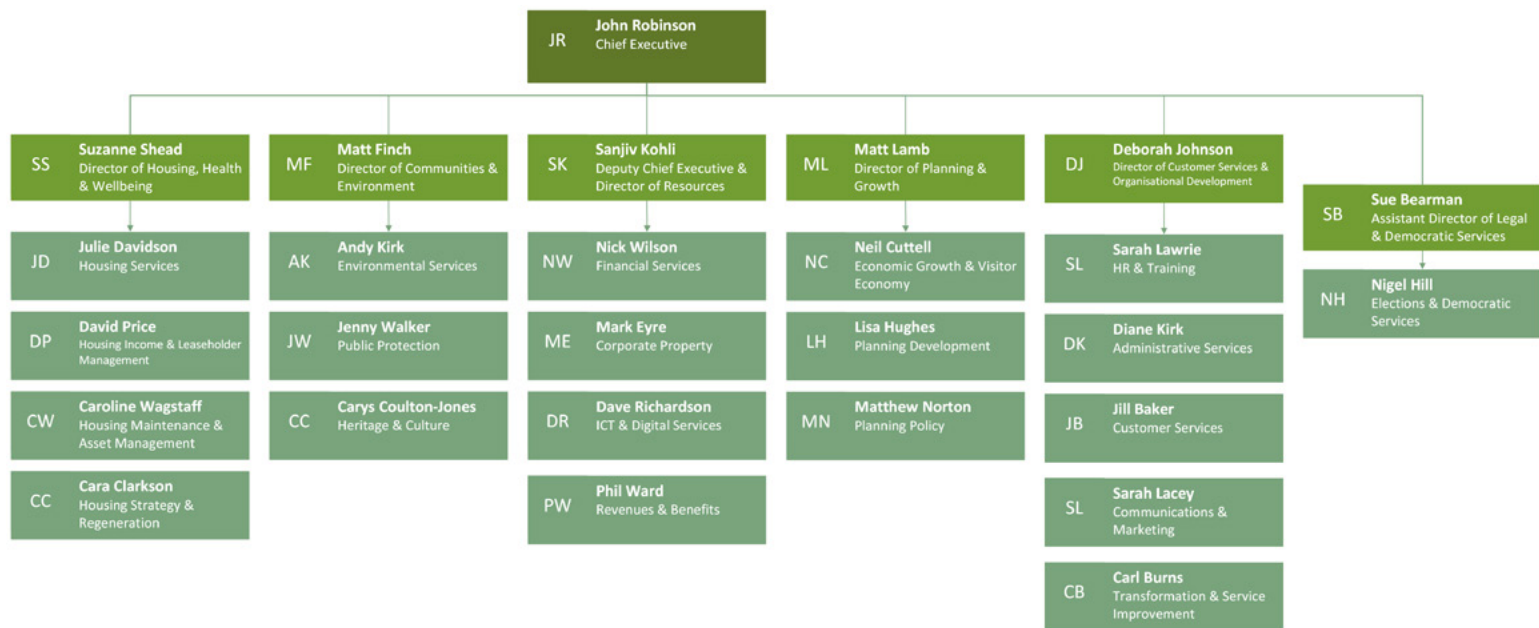 JR
John Robinson
Chief Executive
SS
Suzanne Shead
Director of Housing, Health
& Wellbeing
MF
Matt Finch
Director of Communities &
Environment
SK
Sanjiv Kohli
Deputy Chief Executive &
Director of Resources
ML
Matt Lamb
Director of Planning &
Growth
DJ
Deborah Johnson
Director of Customer Services &
Organisational Development
SB
Sue Bearman
Assistant Director of Legal
& Democratic Services
JD
Julie Davidson
Housing Services
DP
David Price
Housing Income & Leaseholder
Management
CW
Caroline Wagstaff
Housing Maintenance &
Asset Management
CC
Cara Clarkson
Housing Strategy &
Regeneration
AK
Andy Kirk
Environmental Services
JW
Jenny Walker
Public Protection
CC
Carys Coulton-Jones
Heritage & Culture
NW
Nick Wilson
Financial Services
ME
Mark Eyre
Corporate Property
DR
Dave Richardson
ICT & Digital Services
PW
Phil Ward
Revenues & Benefits
NC
Neil Cuttell
Economic Growth & Visitor
Economy
LH
Lisa Hughes
Planning Development
MN
Matthew Norton
Planning Policy
SL
Sarah Lawrie
HR & Training
DK
Diane Kirk
Administrative Services
JB
Jill Baker
Customer Services
SL
Sarah Lacey
Communications &
Marketing
CB
Carl Burns
Transformation & Service
Improvement
NH
Nigel Hill
Elections & Democratic
Services